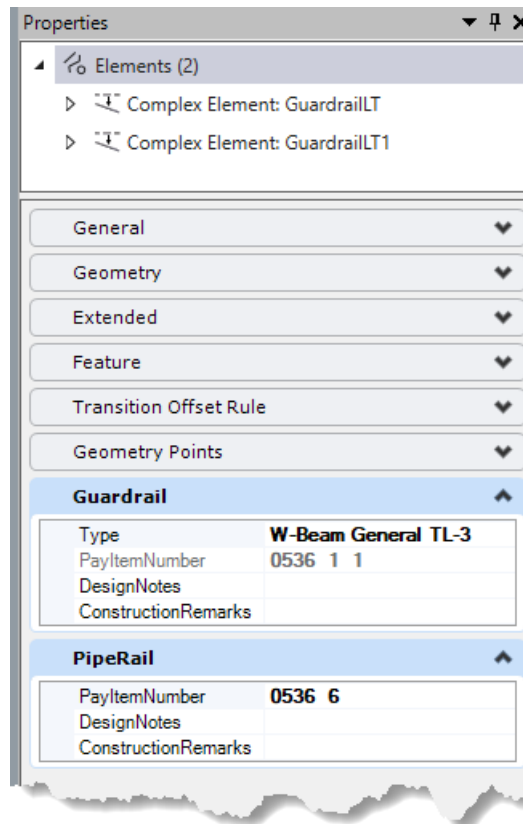 Properties
Elements (2)
Complex Element: GuardrailLT
Complex Element: GuardrailLT1
General
Geometry
Extended
Feature
Transition Offset Rule
Geometry Points
Guardrail
Type W-Beam General TL-3
PayItemNumber 0536 1 1
DesignNotes
ConstructionRemarks
PipeRail
PayItemNumber 0536 6
DesignNotes
ConstructionRemarks